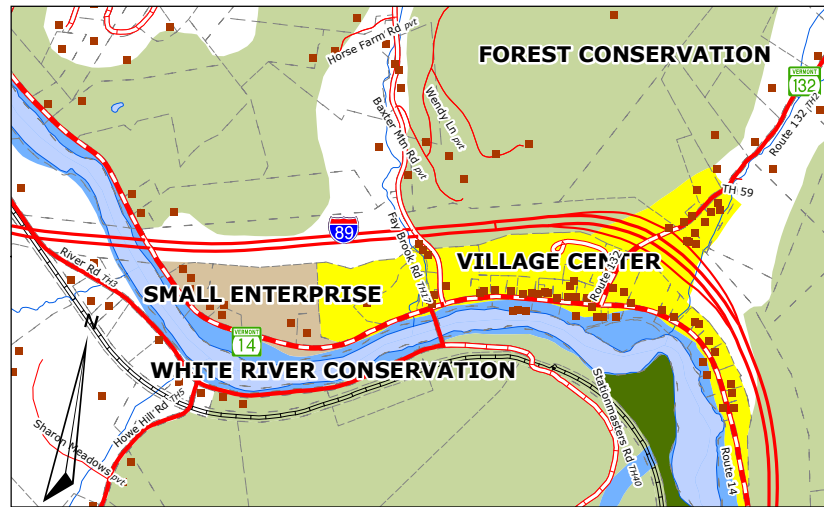 Horse Farm Rd pvt
FOREST CONSERVATION
VERMONT
132
Baxter Mtn Rd pvt
Wendy Ln pvt
Route 132 TH2
TH 59
89
Fay Brook Rd TH17
VILLAGE CENTER
Route 132
River Rd TH3
SMALL ENTERPRISE
N
VERMONT
14
WHITE RIVER CONSERVATION
Howe Hill Rd TH5
Stationmasters Rd TH40
Sharon Meadows pvt
Route 14